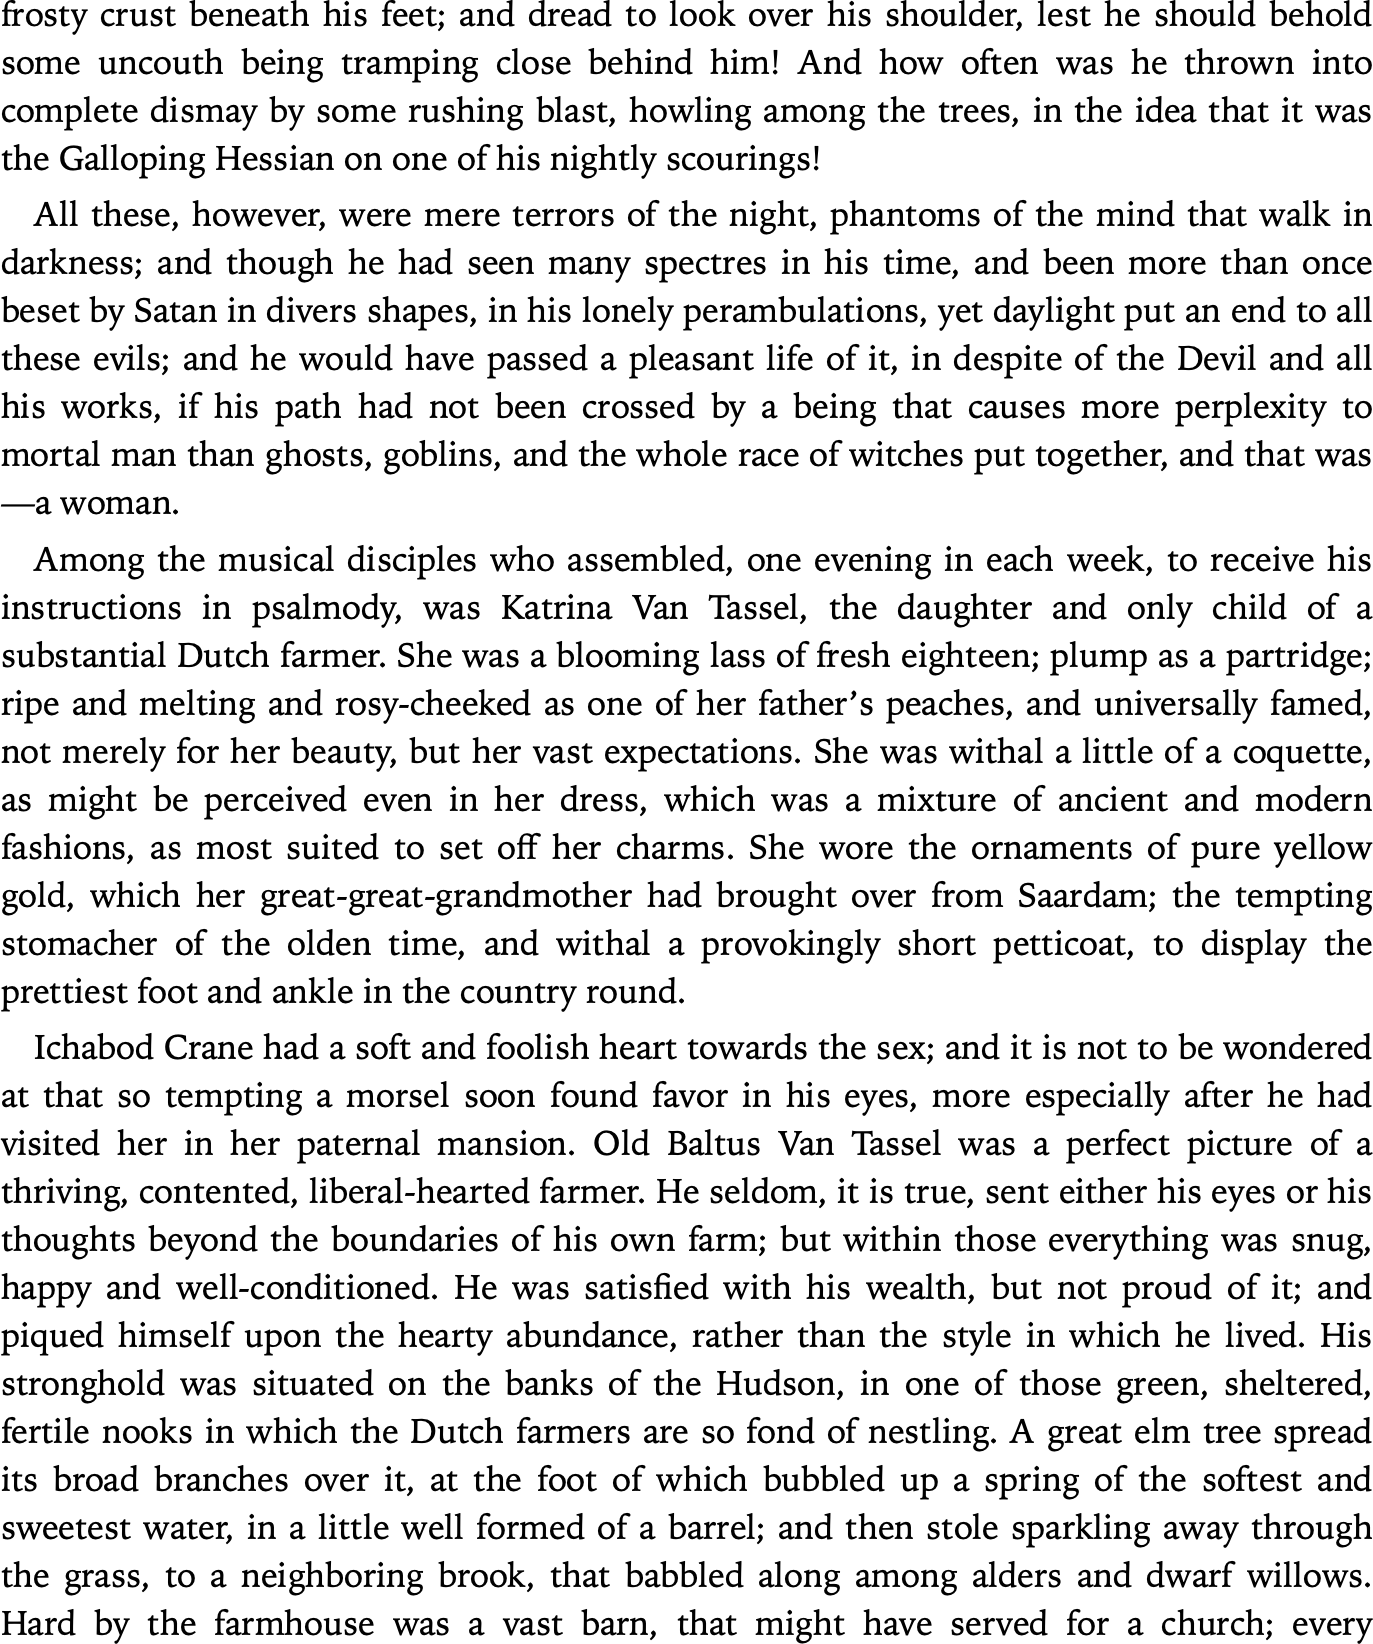 frosty crust beneath his feet; and dread to look over his shoulder, lest he should behold
some uncouth being tramping close behind him! And how often was he thrown into
complete dismay by some rushing blast, howling among the trees, in the idea that it was
the Galloping Hessian on one of his nightly scourings!
All these, however, were mere terrors of the night, phantoms of the mind that walk in
darkness; and though he had seen many spectres in his time, and been more than once
beset by Satan in divers shapes, in his lonely perambulations, yet daylight put an end to all
these evils; and he would have passed a pleasant life of it, in despite of the Devil and all
his works, if his path had not been crossed by a being that causes more perplexity to
mortal man than ghosts, goblins, and the whole race of witches put together, and that was
—a woman.
Among the musical disciples who assembled, one evening in each week, to receive his
instructions in psalmody, was Katrina Van Tassel, the daughter and only child of a
substantial Dutch farmer. She was a blooming lass of fresh eighteen; plump as a partridge;
ripe and melting and rosy-cheeked as one of her father’s peaches, and universally famed,
not merely for her beauty, but her vast expectations. She was withal a little of a coquette,
as might be perceived even in her dress, which was a mixture of ancient and modern
fashions, as most suited to set off her charms. She wore the ornaments of pure yellow
gold, which her great-great-grandmother had brought over from Saardam; the tempting
stomacher of the olden time, and withal a provokingly short petticoat, to display the
prettiest foot and ankle in the country round.
Ichabod Crane had a soft and foolish heart towards the sex; and it is not to be wondered
at that so tempting a morsel soon found favor in his eyes, more especially after he had
visited her in her paternal mansion. Old Baltus Van Tassel was a perfect picture of a
thriving, contented, liberal-hearted farmer. He seldom, it is true, sent either his eyes or his
thoughts beyond the boundaries of his own farm; but within those everything was snug,
happy and well-conditioned. He was satisfied with his wealth, but not proud of it; and
piqued himself upon the hearty abundance, rather than the style in which he lived. His
stronghold was situated on the banks of the Hudson, in one of those green, sheltered,
fertile nooks in which the Dutch farmers are so fond of nestling. A great elm tree spread
its broad branches over it, at the foot of which bubbled up a spring of the softest and
sweetest water, in a little well formed of a barrel; and then stole sparkling away through
the grass, to a neighboring brook, that babbled along among alders and dwarf willows.
Hard by the farmhouse was a vast barn, that might have served for a church; every